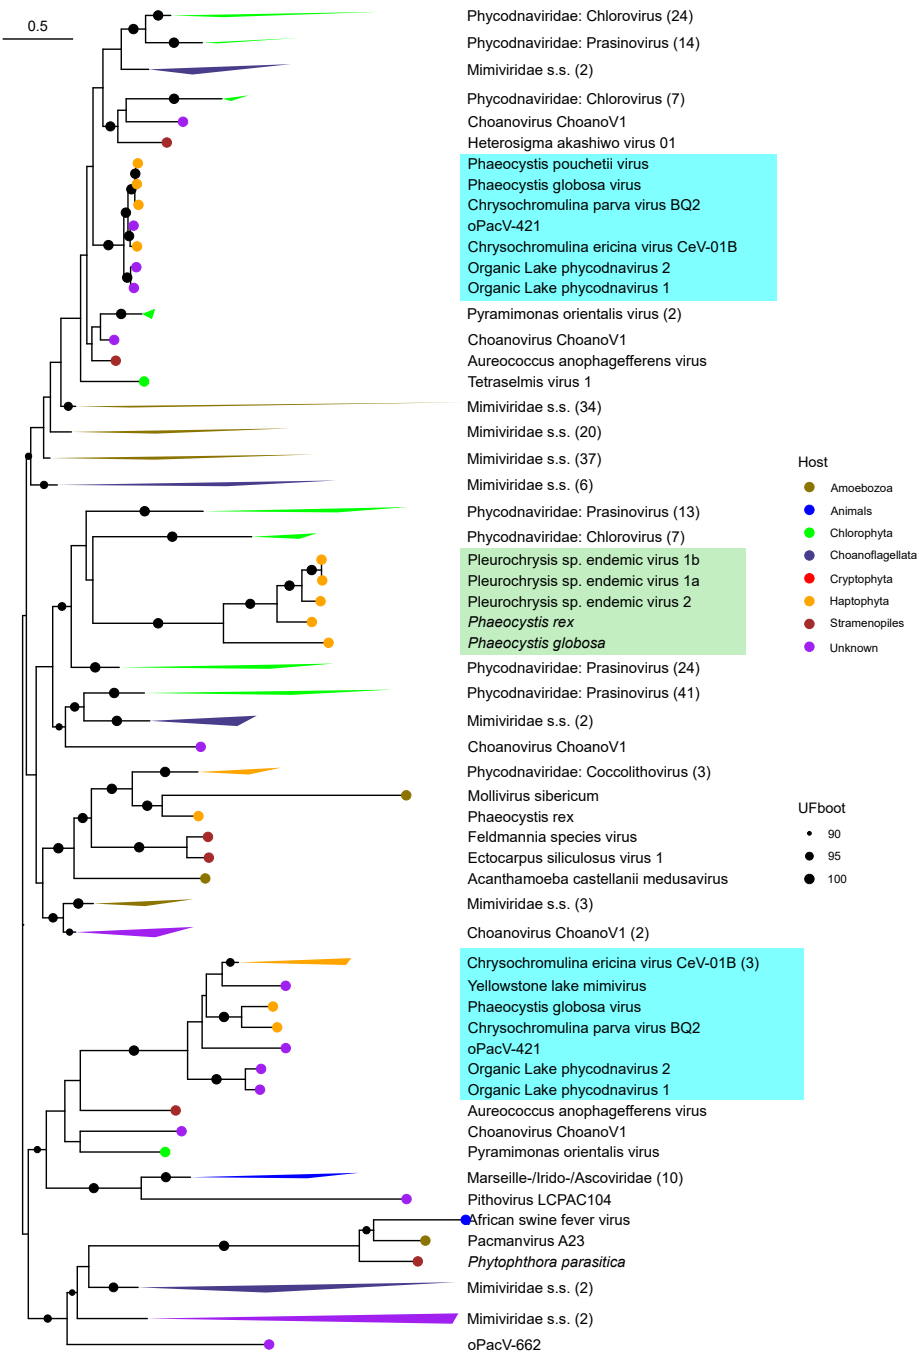 0.5
Phycodnaviridae: Chlorovirus (24)
Phycodnaviridae: Prasinovirus (14)
Mimiviridae s.s. (2)
Phycodnaviridae: Chlorovirus (7)
Choanovirus ChoanoV1
Heterosigma akashiwo virus 01
Phaeocystis pouchetii virus
Phaeocystis globosa virus
Chrysochromulina parva virus BQ2
oPacV-421
Chrysochromulina ericina virus CeV-01B
Organic Lake phycodnavirus 2
Organic Lake phycodnavirus 1
Pyramimonas orientalis virus (2)
Choanovirus ChoanoV1
Aureococcus anophagefferens virus
Tetraselmis virus 1
Mimiviridae s.s. (34)
Mimiviridae s.s. (20)
Mimiviridae s.s. (37)
Mimiviridae s.s. (6)
Phycodnaviridae: Prasinovirus (13)
Phycodnaviridae: Chlorovirus (7)
Pleurochrysis sp. endemic virus 1b
Pleurochrysis sp. endemic virus 1a
Pleurochrysis sp. endemic virus 2
Phaeocystis rex
Phaeocystis globosa
Phycodnaviridae: Prasinovirus (24)
Phycodnaviridae: Prasinovirus (41)
Mimiviridae s.s. (2)
Choanovirus ChoanoV1
Phycodnaviridae: Coccolithovirus (3)
Mollivirus sibericum
Phaeocystis rex
Feldmannia species virus
Ectocarpus siliculosus virus 1
Acanthamoeba castellanii medusavirus
Mimiviridae s.s. (3)
Choanovirus ChoanoV1 (2)
Chrysochromulina ericina virus CeV-01B (3)
Yellowstone lake mimivirus
Phaeocystis globosa virus
Chrysochromulina parva virus BQ2
oPacV-421
Organic Lake phycodnavirus 2
Organic Lake phycodnavirus 1
Aureococcus anophagefferens virus
Choanovirus ChoanoV1
Pyramimonas orientalis virus
Marseille-/Irido-/Ascoviridae (10)
Pithovirus LCPAC104
African swine fever virus
Pacmanvirus A23
Phytophthora parasitica
Mimiviridae s.s. (2)
Mimiviridae s.s. (2)
oPacV-662
Host
Amoebozoa
Animals
Chlorophyta
Choanoflagellata
Cryptophyta
Haptophyta
Stramenopiles
Unknown
UFboot
90
95
100